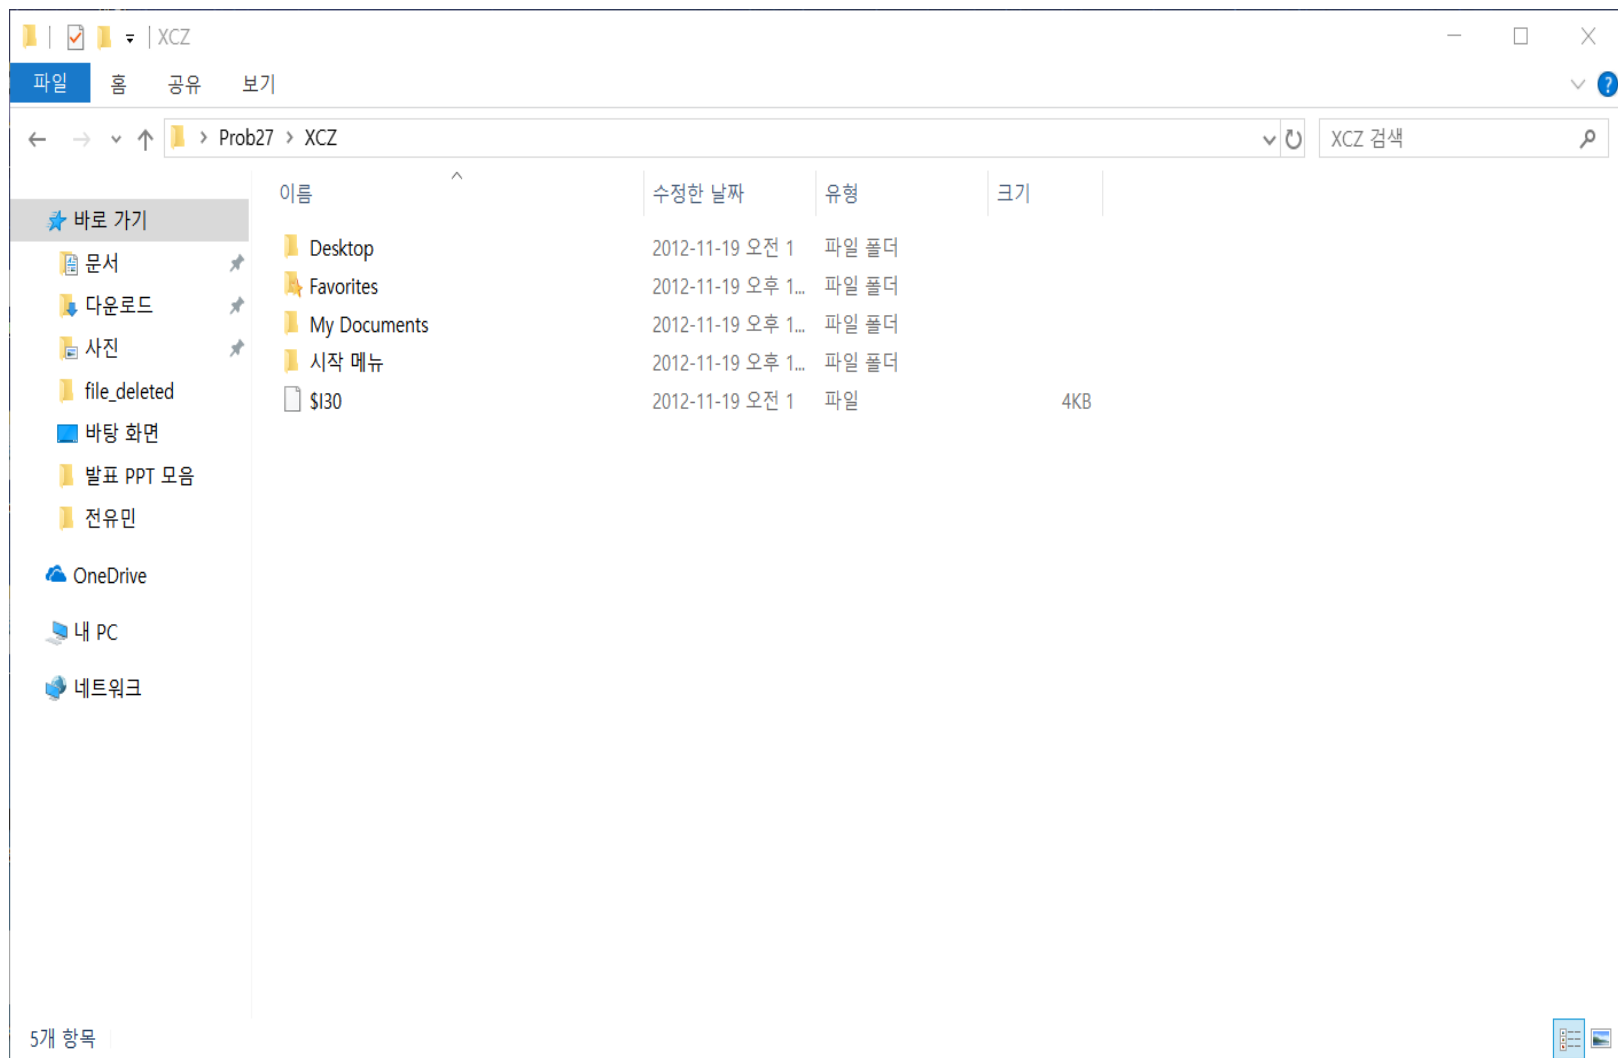 XCZ
파일 홈 공유 보기
Prob27 > XCZ
XCZ 검색
이름 수정한 날짜 유형 크기
바로 가기
문서
다운로드
사진
file_deleted
바탕 화면
발표 PPT 모음
전유민
OneDrive
내 PC
네트워크
Desktop 2012-11-19 오전 1 파일 폴더
Favorites 2012-11-19 오후 1... 파일 폴더
My Documents 2012-11-19 오후 1... 파일 폴더
시작 메뉴 2012-11-19 오후 1... 파일 폴더
$I30 2012-11-19 오전 1 파일 4KB
5개 항목